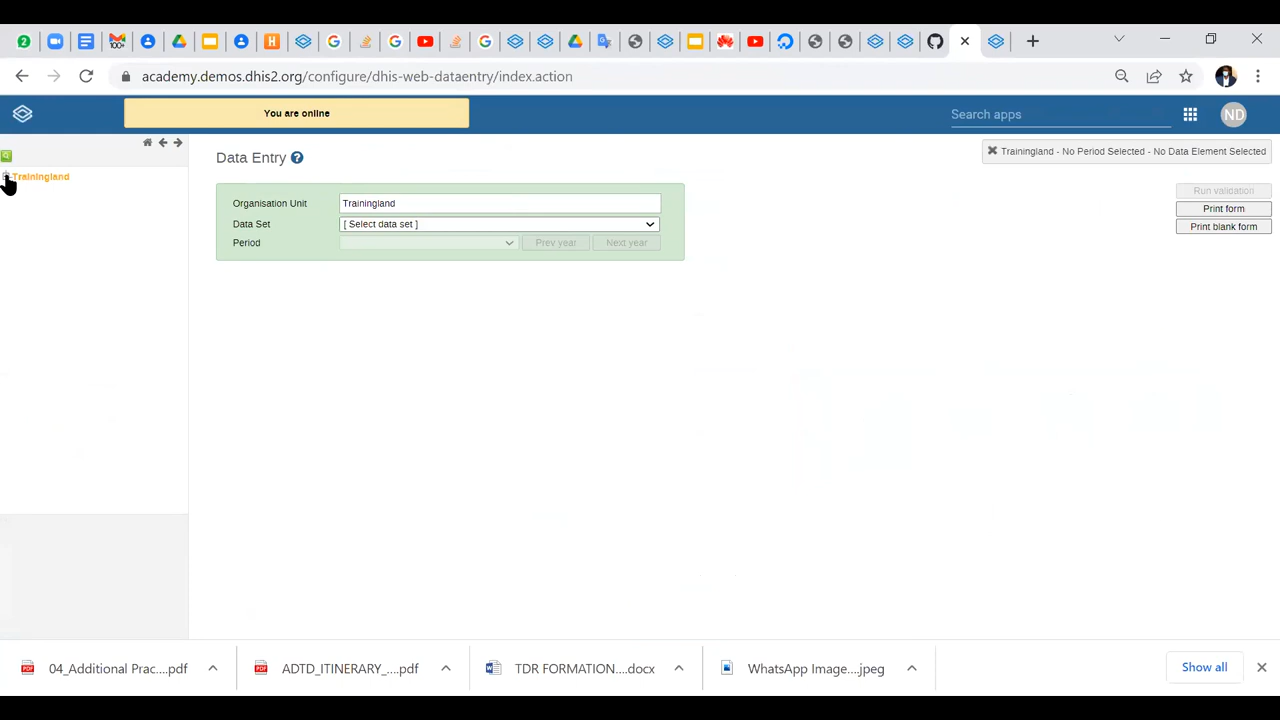 academy.demos.dhis2.org/configure/dhis-web-dataentry/index.action
You are online
Search apps
ND
Trainingland
Data Entry
Trainingland - No Period Selected - No Data Element Selected
Organisation Unit Trainingland
Data Set [ Select data set ]
Period Prev year Next year
Run validation
Print form
Print blank form
04_Additional Prac....pdf
ADTD_ITINERARY_....pdf
TDR FORMATION....docx
WhatsApp Image....jpeg
Show all